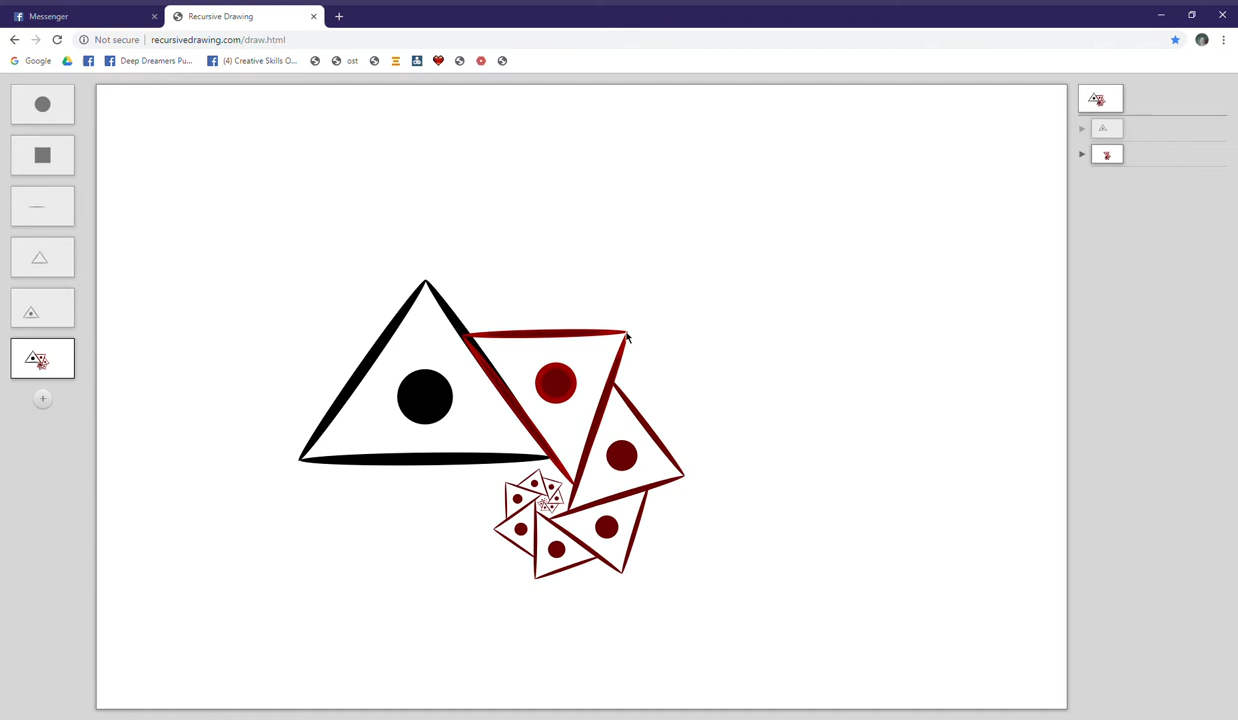 Messenger
Recursive Drawing
Not secure recursivedrawing.com/draw.html
Google Deep Dreamers Pu... (4) Creative Skills O... ost